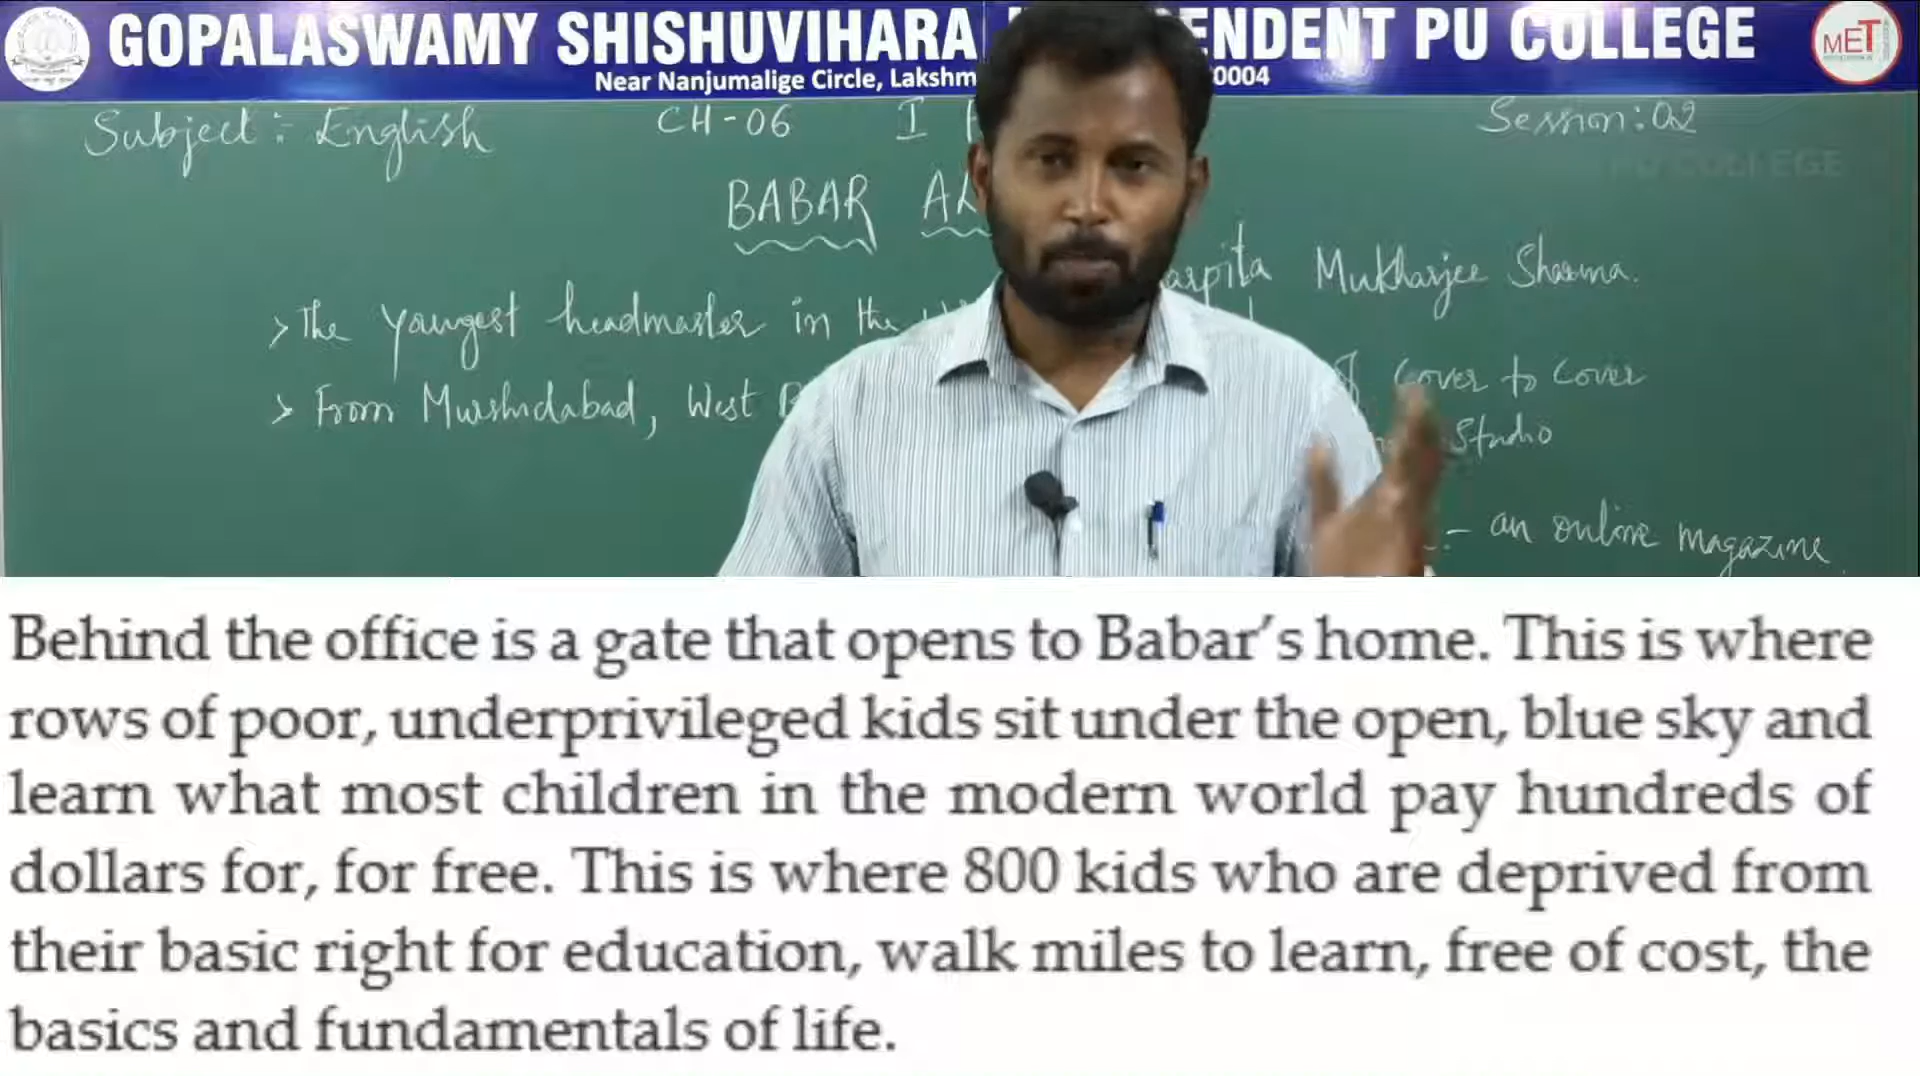 GOPALASWAMY SHISHUVIHARA ENDENT PU COLLEGE
MET
Near Nanjumalige Circle, Lakshm 0004
Subject: English CH-06 I Session: 02
PU COLLEGE
BABAR
Mukharjee Sharma.
> The youngest headmaster in the
Cover to Cover
> From Murshidabad, West
Studio
- an online magazine
Behind the office is a gate that opens to Babar's home. This is where
rows of poor, underprivileged kids sit under the open, blue sky and
learn what most children in the modern world pay hundreds of
dollars for, for free. This is where 800 kids who are deprived from
their basic right for education, walk miles to learn, free of cost, the
basics and fundamentals of life.